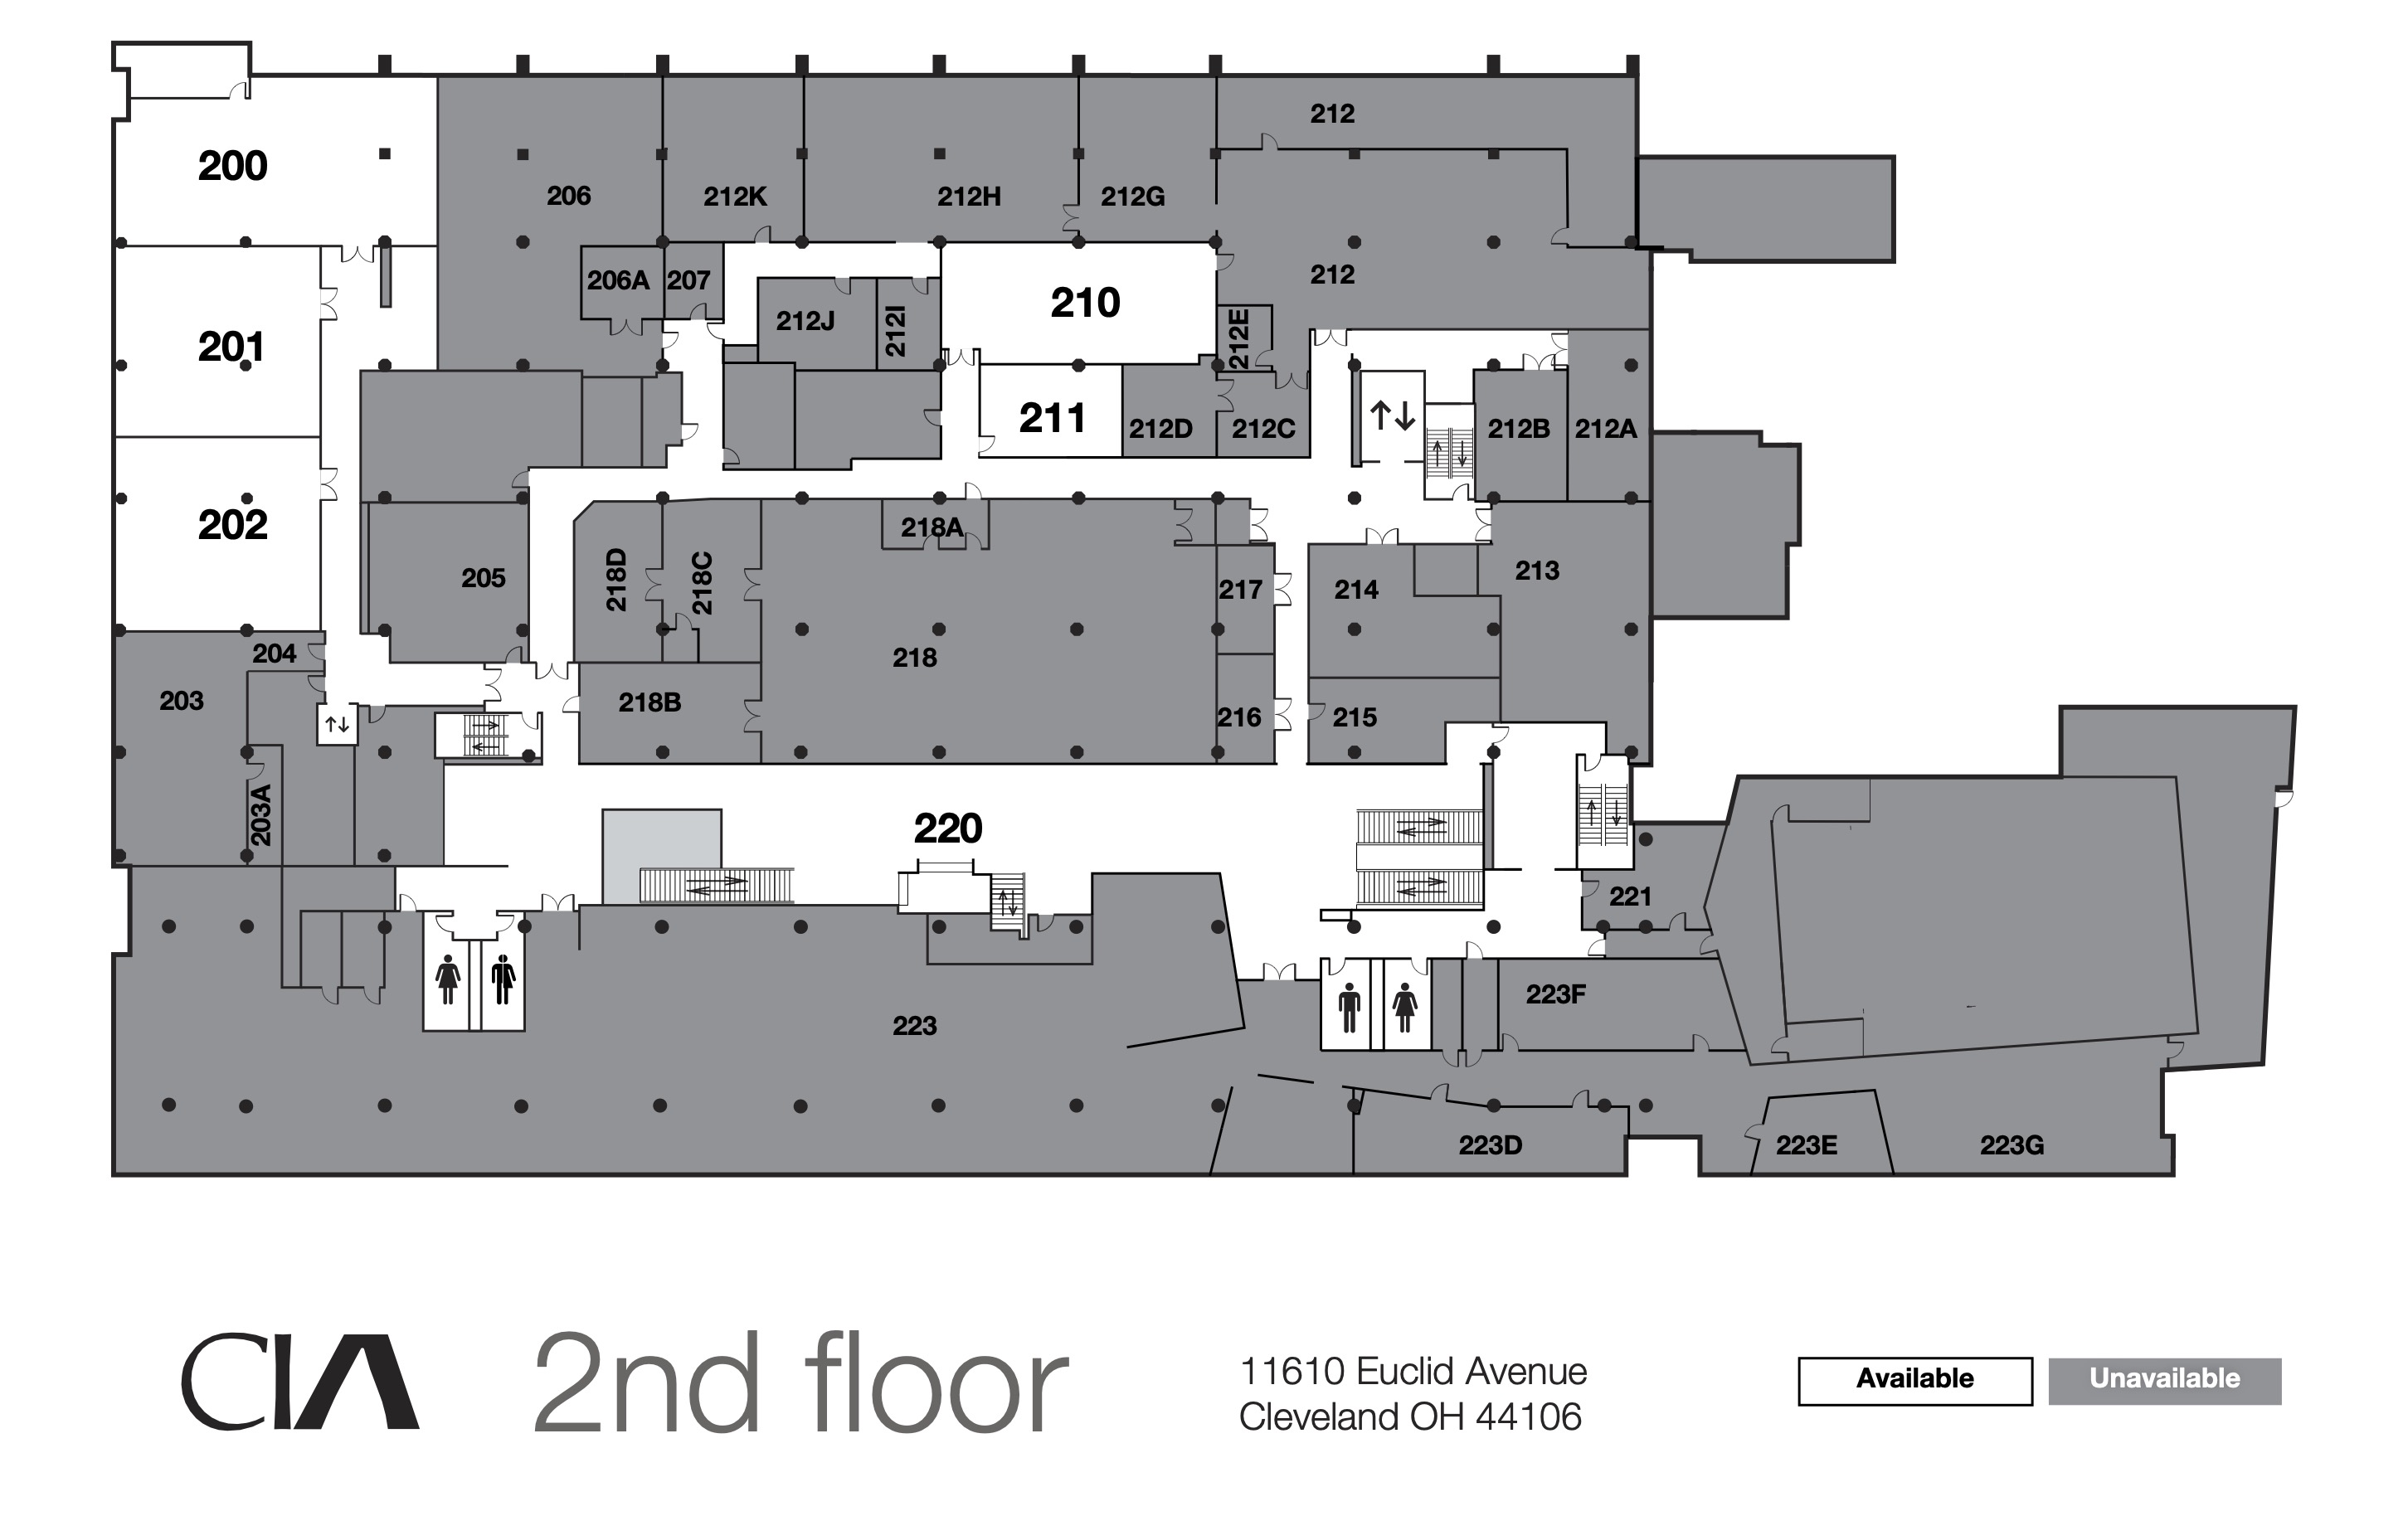 212
200
206
212K
212H
212G
206A
207
212
210
212J
212I
212E
201
211
212D
212C
212B
212A
202
218A
205
218D
218C
217
214
213
204
218
203
218B
216
215
203A
220
221
223F
223
223D
223E
223G
CIA
2nd floor
11610 Euclid Avenue
Cleveland OH 44106
Available
Unavailable